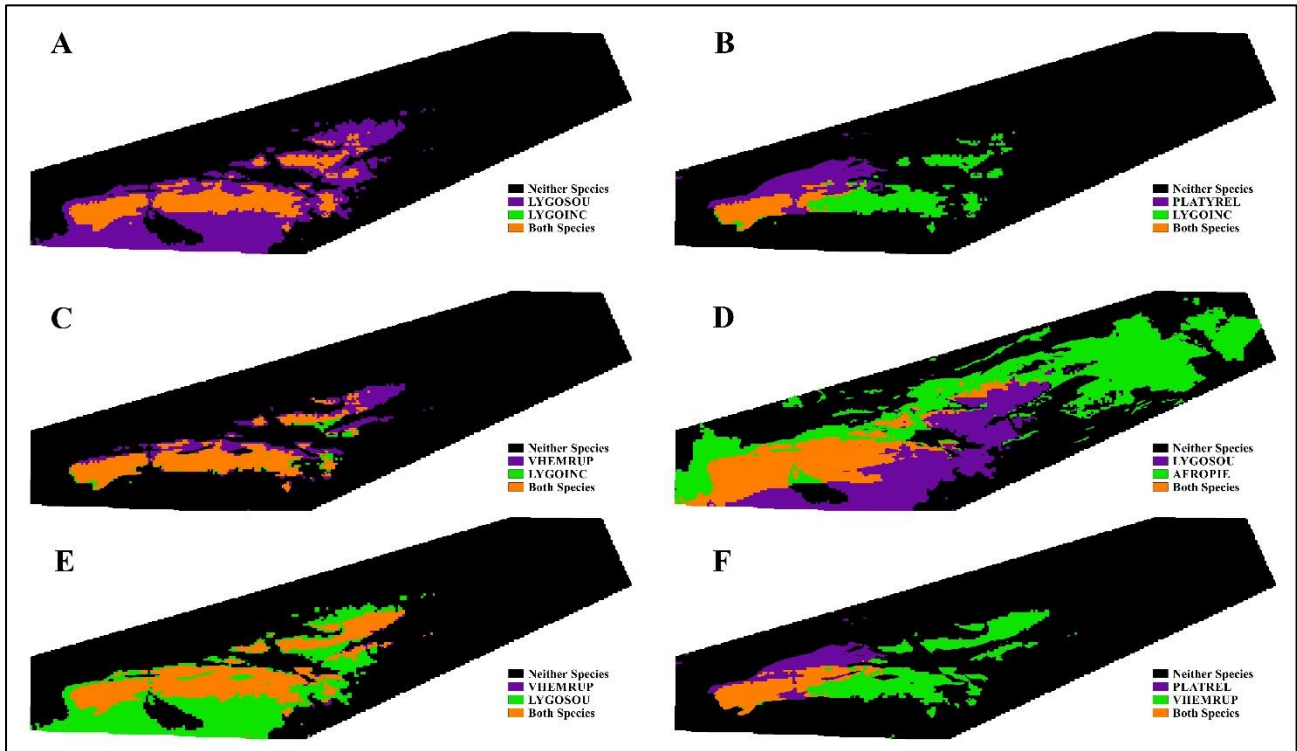 A
Neither Species
LYGOSOU
LYGOINC
Both Species
B
Neither Species
PLATYREL
LYGOINC
Both Species
C
Neither Species
VHEMRUP
LYGOINC
Both Species
D
Neither Species
LYGOSOU
AFROPIE
Both Species
E
Neither Species
VHEMRUP
LYGOSOU
Both Species
F
Neither Species
PLATREL
VHEMRUP
Both Species